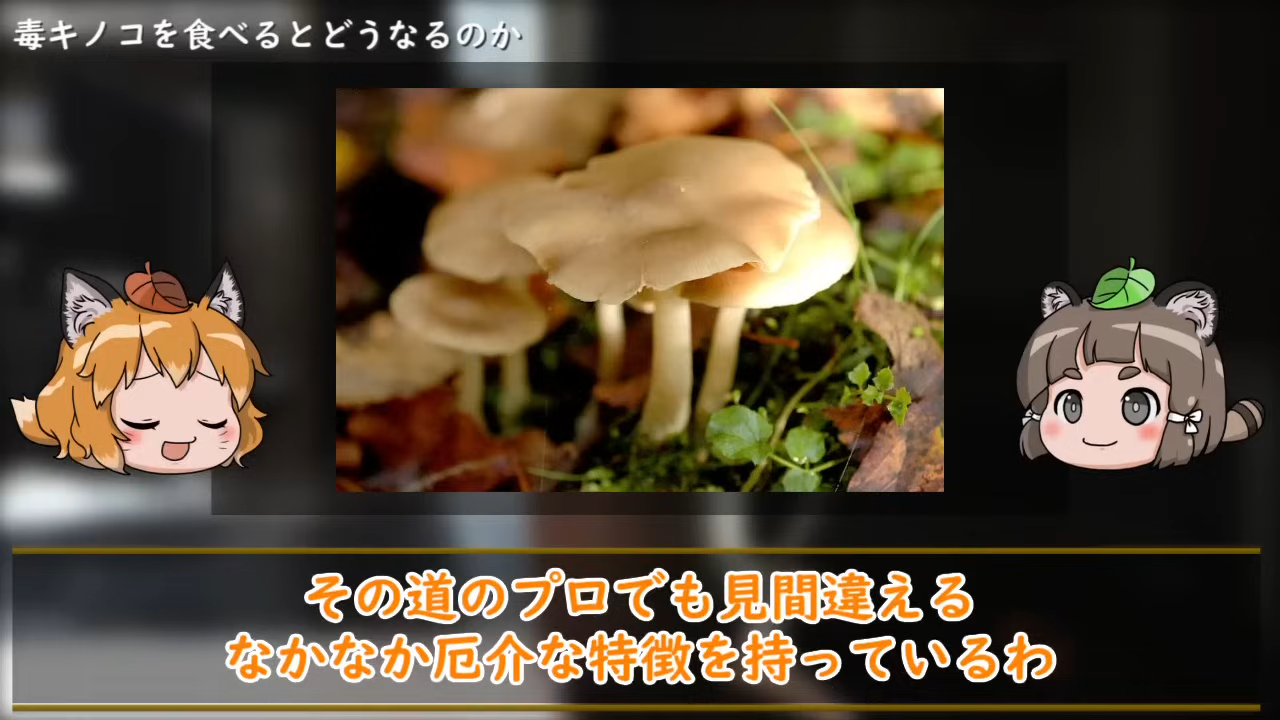 毒キノコを食べるとどうなるのか
その道のプロでも見間違える
なかなか厄介な特徴を持っているわ